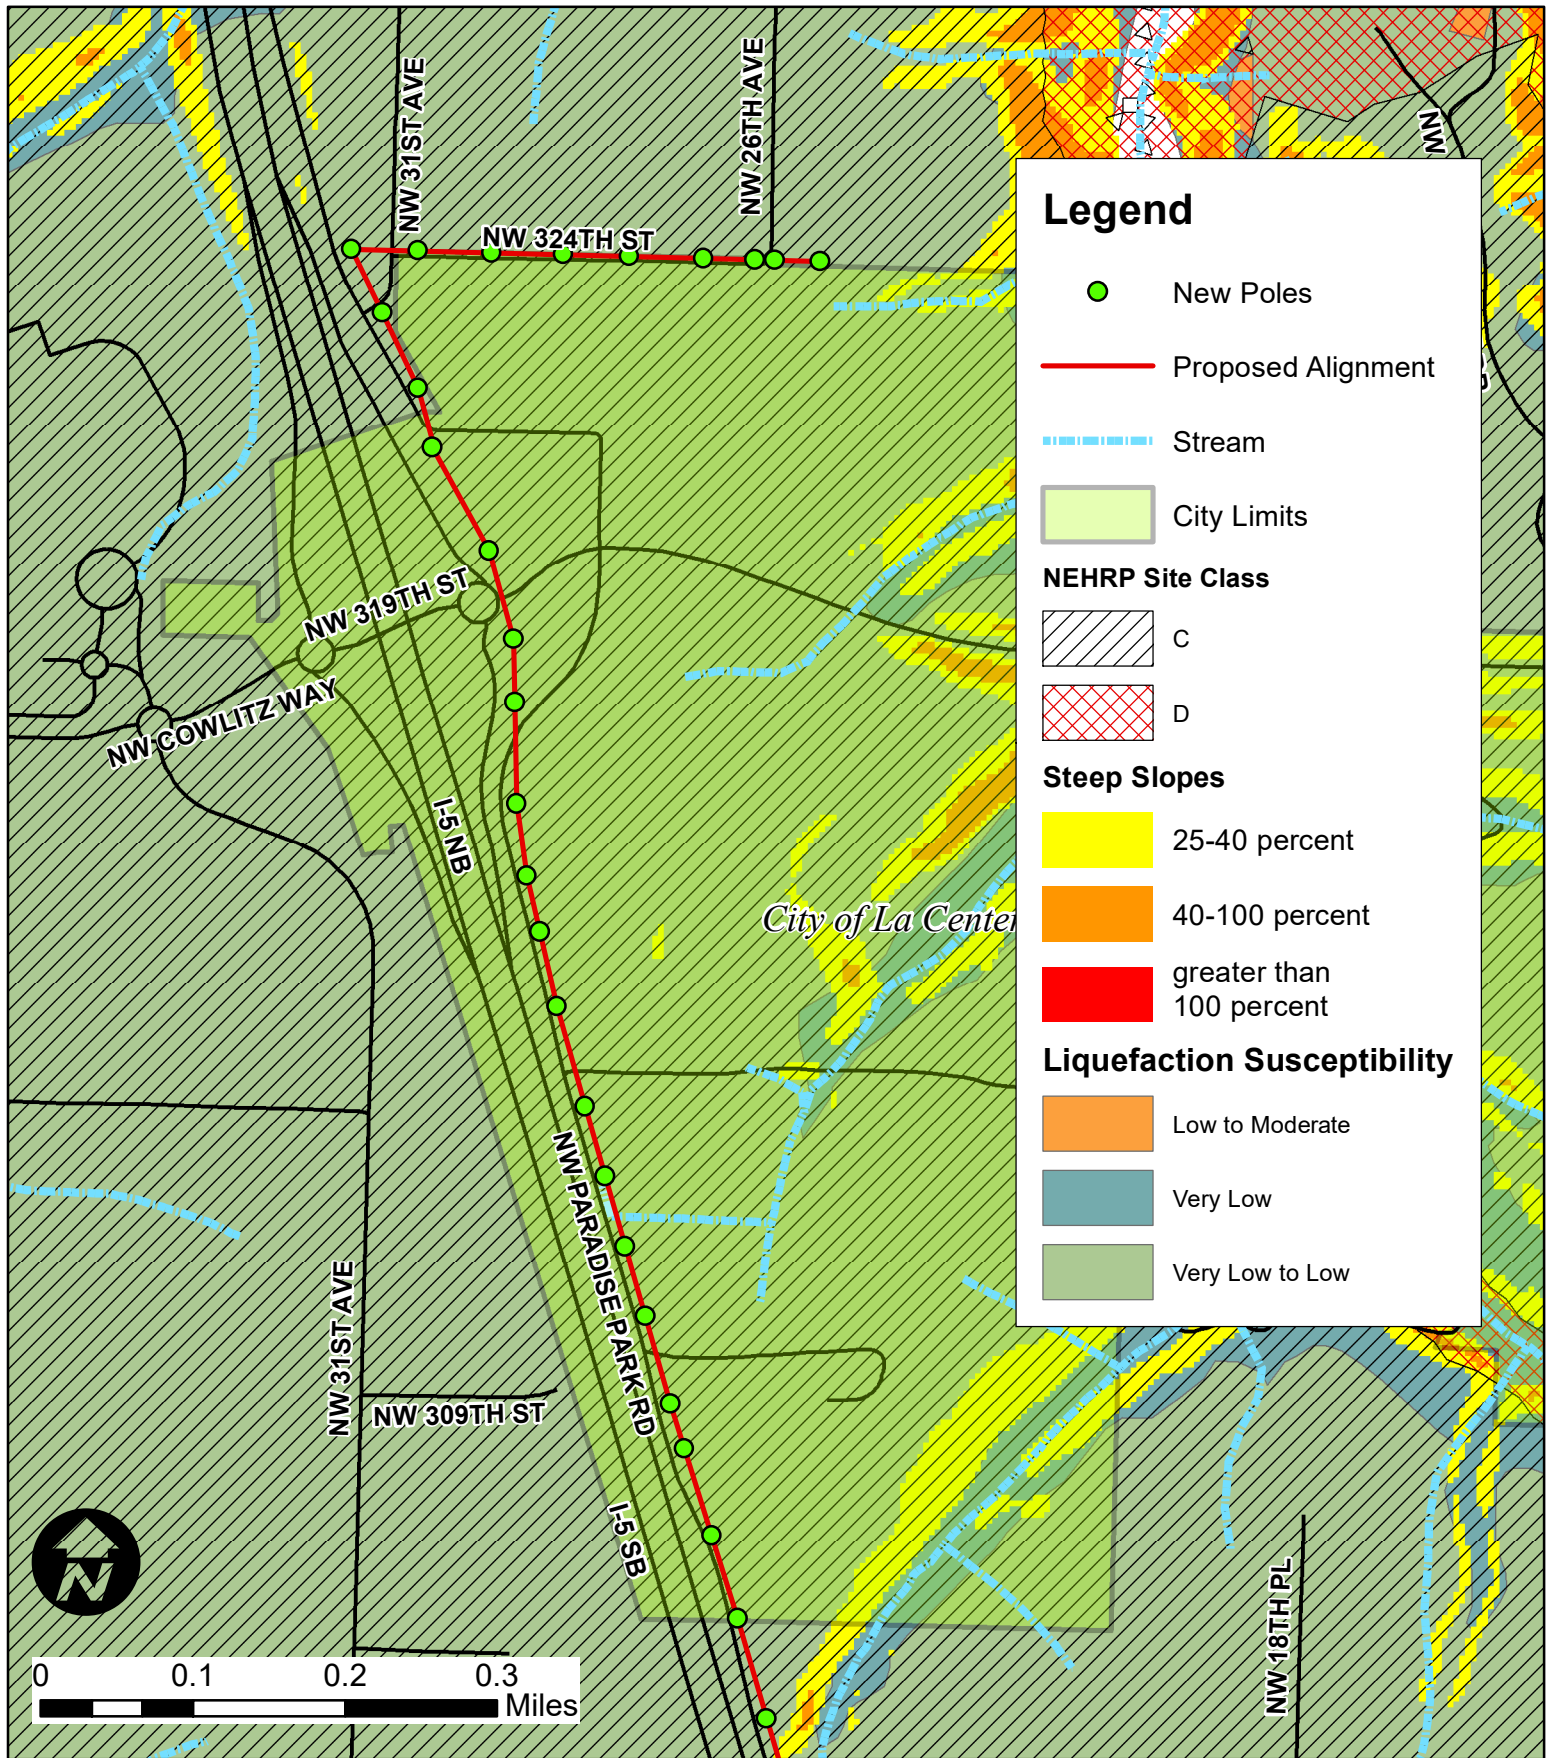 NW 31ST AVE
NW 26TH AVE
NW
NW 324TH ST
Legend
New Poles
Proposed Alignment
Stream
City Limits
NEHRP Site Class
C
D
Steep Slopes
25-40 percent
40-100 percent
greater than
100 percent
Liquefaction Susceptibility
Low to Moderate
Very Low
Very Low to Low
NW 319TH ST
NW COWLITZ WAY
I-5 NB
City of La Center
NW PARADISE PARK RD
NW 31ST AVE
NW 309TH ST
I-5 SB
NW 18TH PL
N
0 0.1 0.2 0.3
Miles